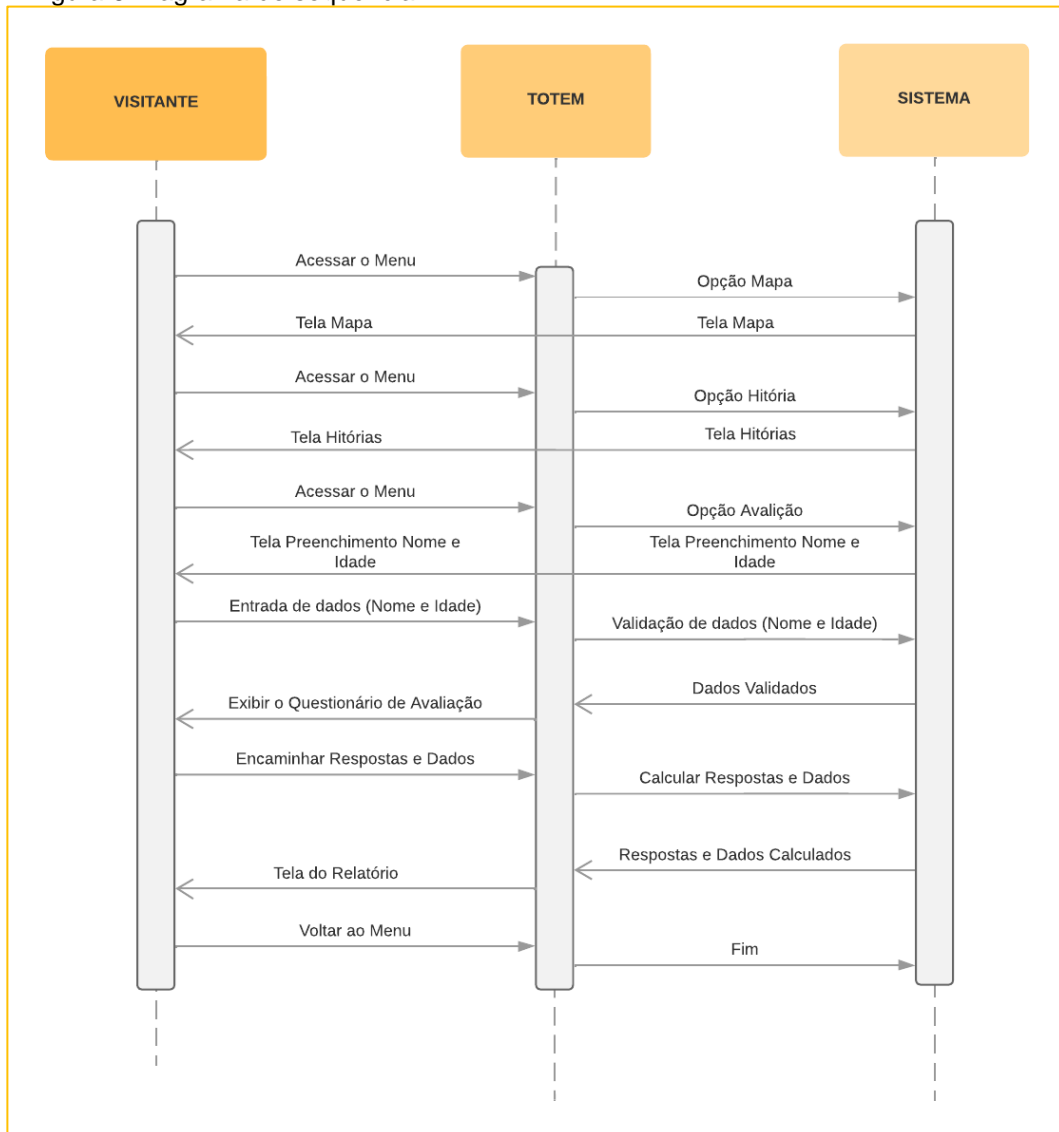 VISITANTE
TOTEM
SISTEMA
Acessar o Menu
Opção Mapa
Tela Mapa
Tela Mapa
Acessar o Menu
Opção Hitória
Tela Hitórias
Tela Hitórias
Acessar o Menu
Opção Avalição
Tela Preenchimento Nome e
Idade
Tela Preenchimento Nome e
Idade
Entrada de dados (Nome e Idade)
Validação de dados (Nome e Idade)
Dados Validados
Exibir o Questionário de Avaliação
Encaminhar Respostas e Dados
Calcular Respostas e Dados
Respostas e Dados Calculados
Tela do Relatório
Voltar ao Menu
Fim